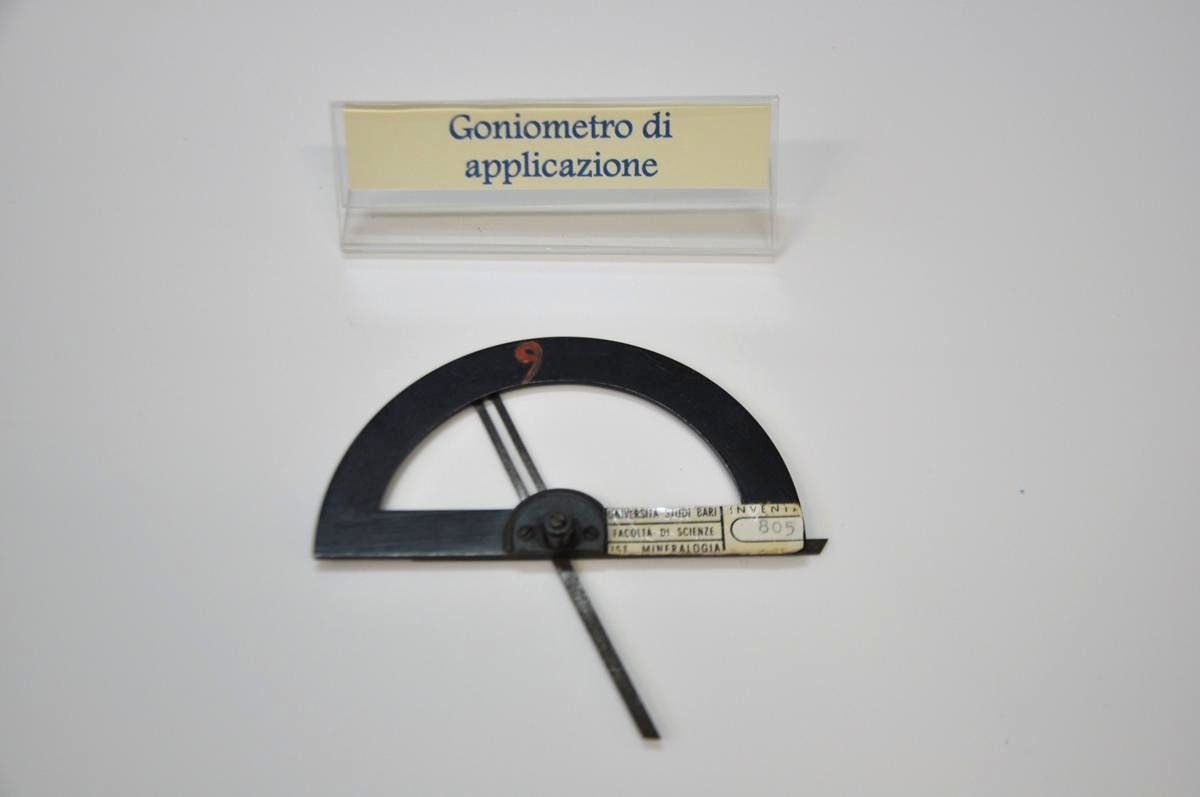 Goniometro di
applicazione
9
UNIVERSITÀ STUDI BARI
FACOLTÀ DI SCIENZE
IST. MINERALOGIA
805